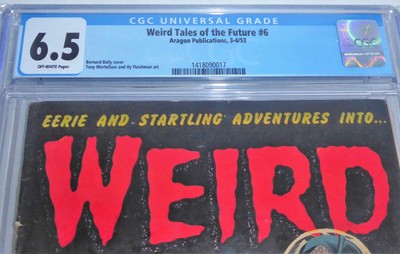 CGC UNIVERSAL GRADE
6.5
OFF-WHITE Pages
Weird Tales of the Future #6
Aragon Publications, 3-4/53
Bernard Baily cover
Tony Mortellaro and Hy Fleishman art
1418090017
CGC
EERIE AND STARTLING ADVENTURES INTO...
WEIRD